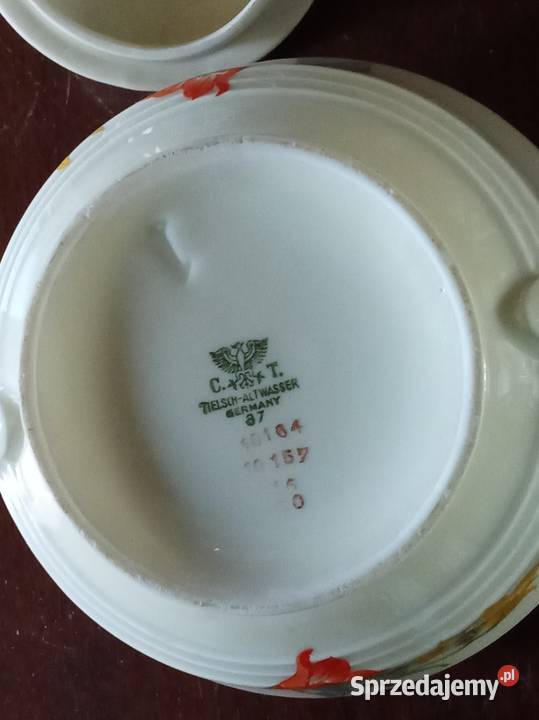 C. T.
TIELSCH-ALTWASSER
GERMANY
87
10164
10157
Sprzedajemy.pl